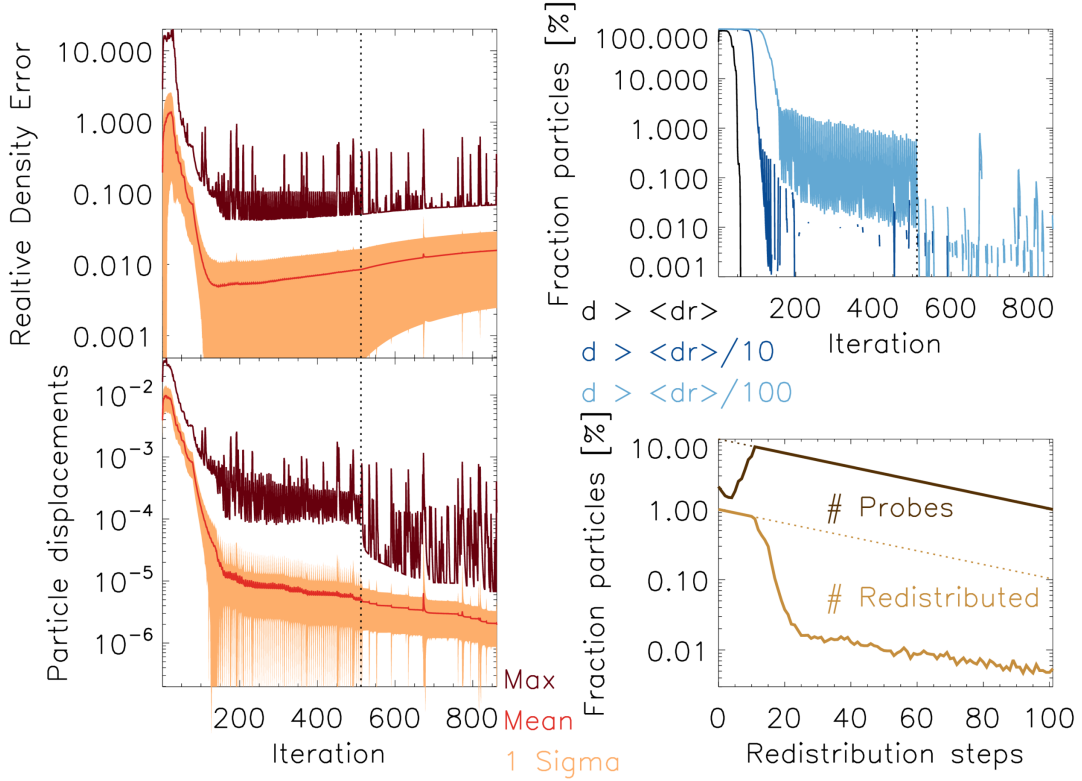 Realtive Density Error
10.000
1.000
0.100
0.010
0.001
Particle displacements
10⁻²
10⁻³
10⁻⁴
10⁻⁵
10⁻⁶
200 400 600 800
Iteration
Max
Mean
1 Sigma
Fraction particles [%]
100.000
10.000
1.000
0.100
0.010
0.001
200 400 600 800
Iteration
d > <dr>
d > <dr>/10
d > <dr>/100
Fraction particles [%]
10.00
1.00
0.10
0.01
# Probes
# Redistributed
0 20 40 60 80 100
Redistribution steps